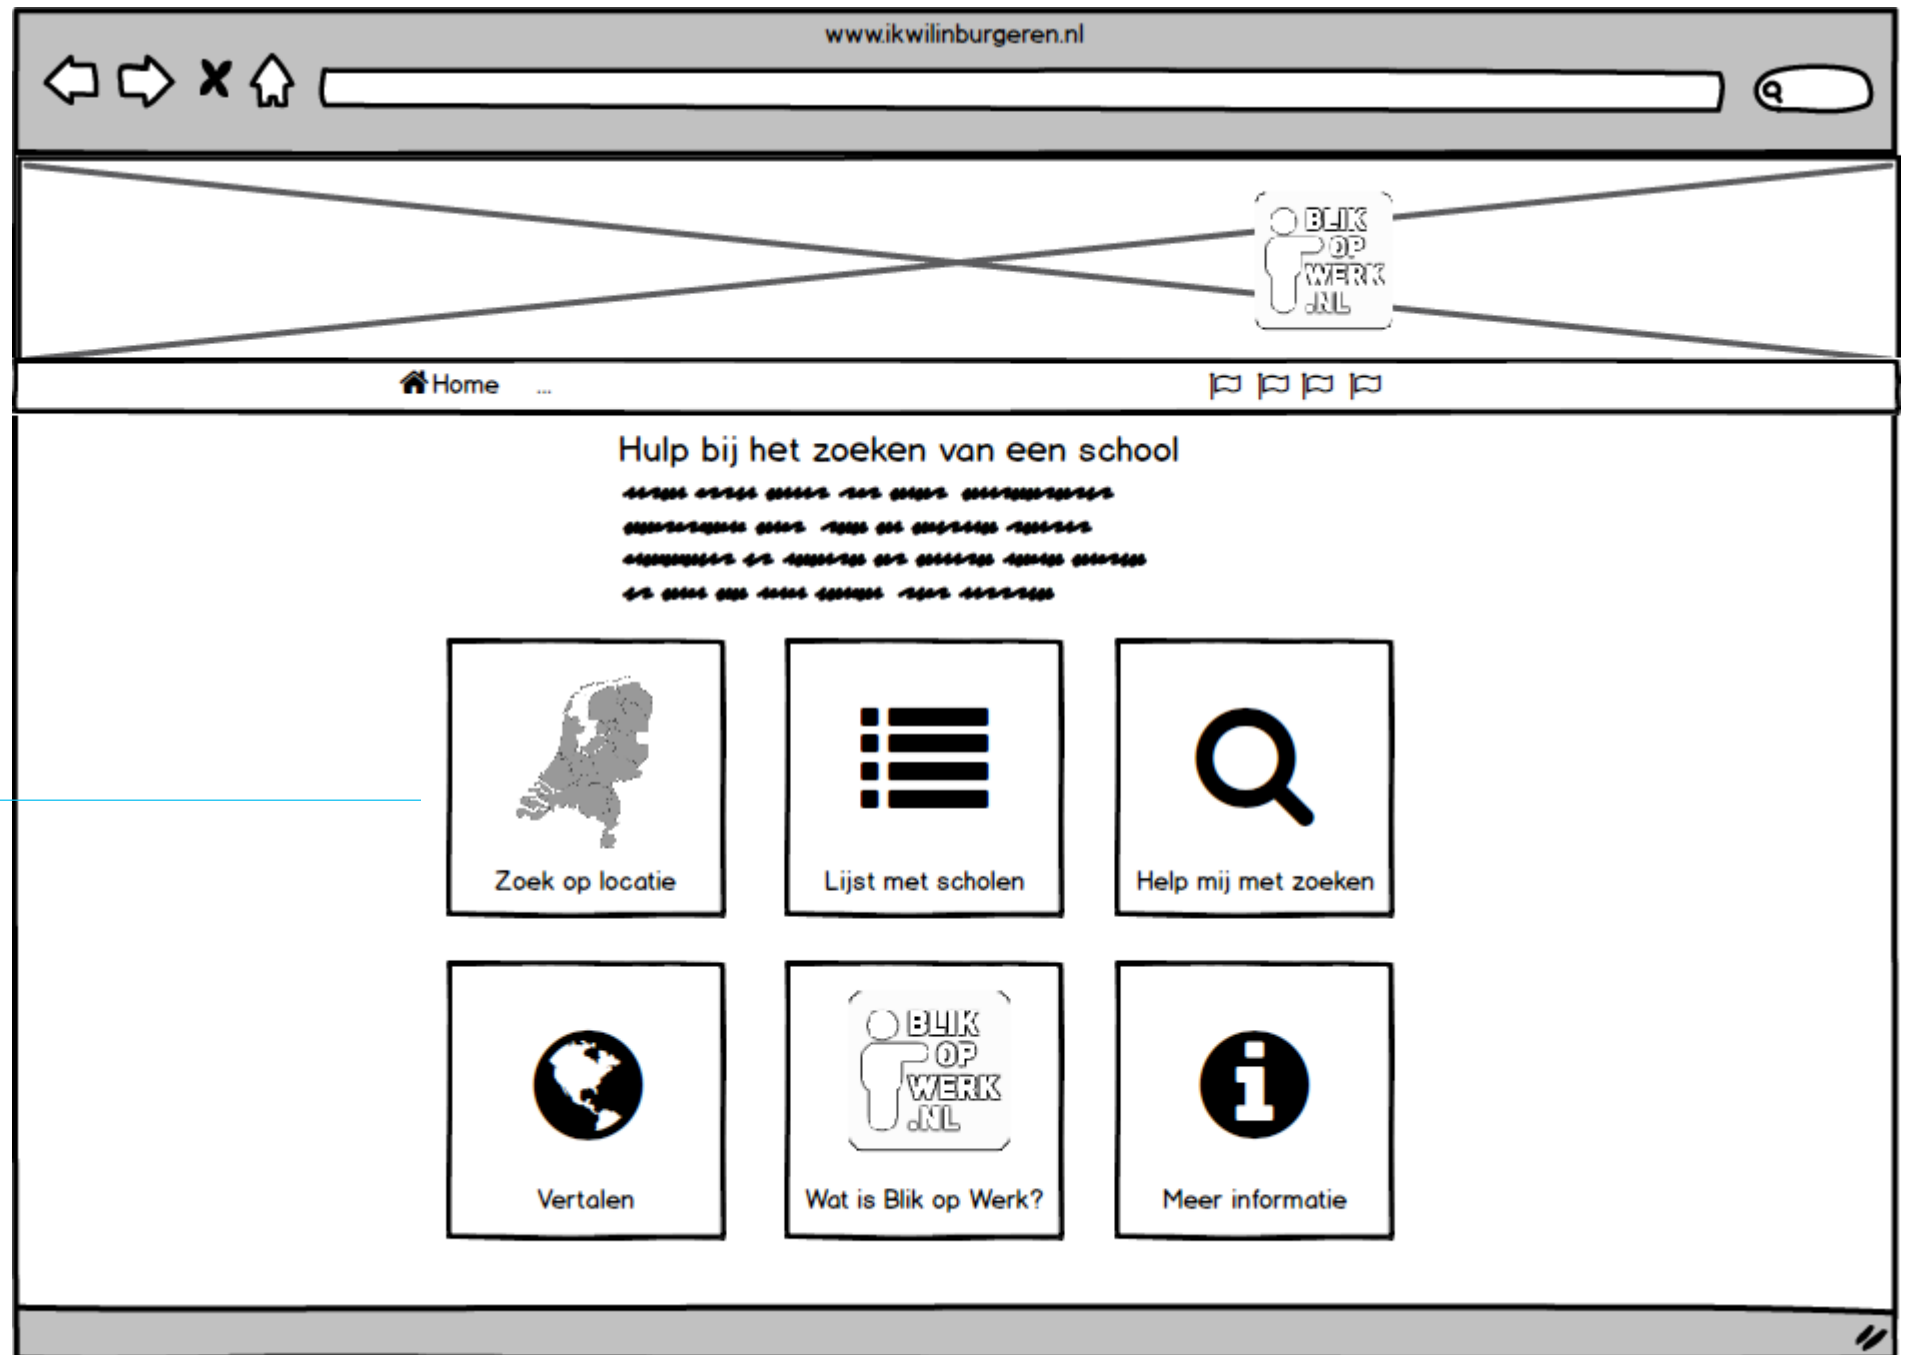 www.ikwilinburgeren.nl
BLIK
OP
WERK
.NL
Home ...
Hulp bij het zoeken van een school
Zoek op locatie
Lijst met scholen
Help mij met zoeken
BLIK
OP
WERK
.NL
Vertalen
Wat is Blik op Werk?
Meer informatie